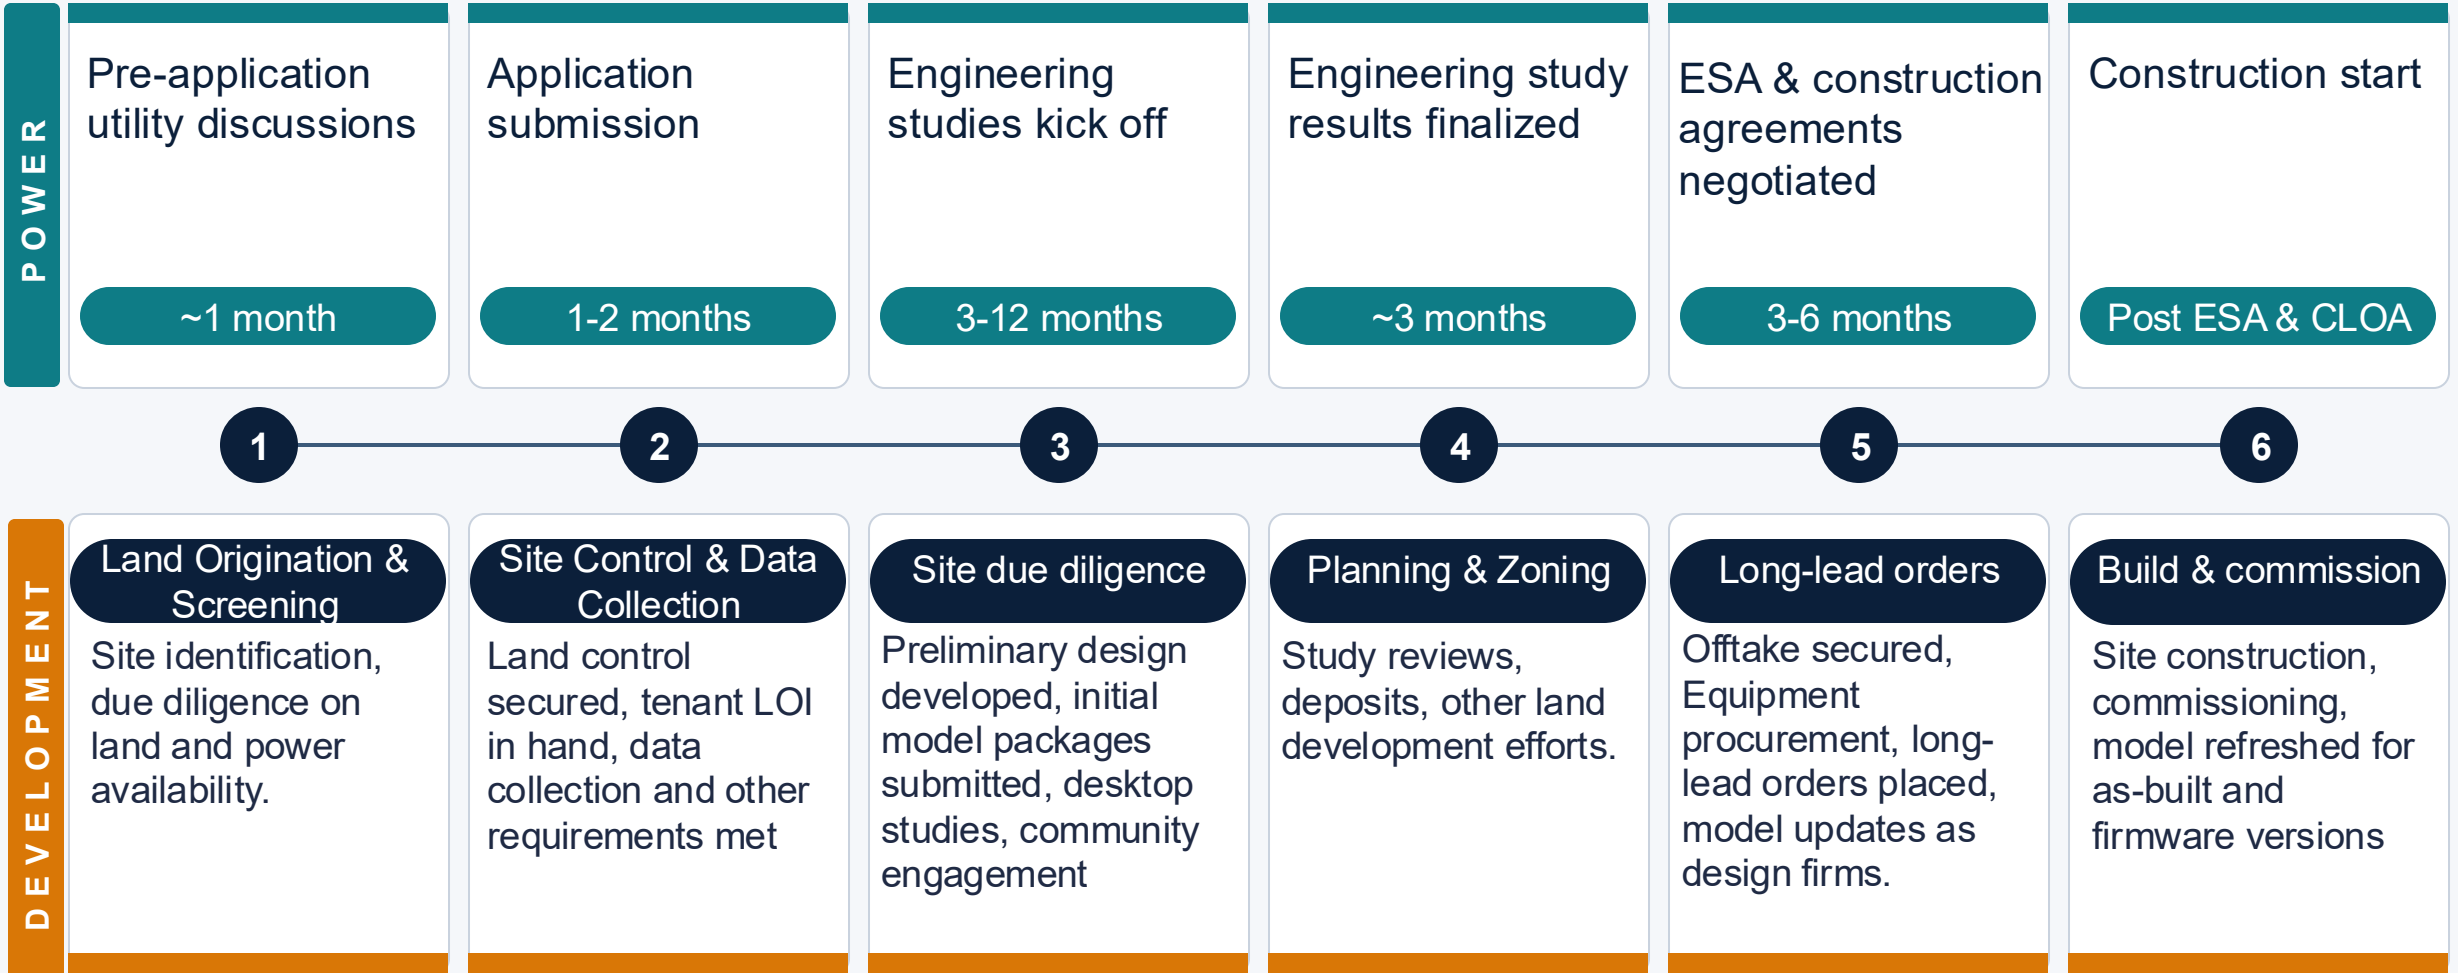 POWER
Pre-application
utility discussions
~1 month
Application
submission
1-2 months
Engineering
studies kick off
3-12 months
Engineering study
results finalized
~3 months
ESA & construction
agreements
negotiated
3-6 months
Construction start
Post ESA & CLOA
1
2
3
4
5
6
DEVELOPMENT
Land Origination &
Screening
Site identification,
due diligence on
land and power
availability.
Site Control & Data
Collection
Land control
secured, tenant LOI
in hand, data
collection and other
requirements met
Site due diligence
Preliminary design
developed, initial
model packages
submitted, desktop
studies, community
engagement
Planning & Zoning
Study reviews,
deposits, other land
development efforts.
Long-lead orders
Offtake secured,
Equipment
procurement, long-
lead orders placed,
model updates as
design firms.
Build & commission
Site construction,
commissioning,
model refreshed for
as-built and
firmware versions